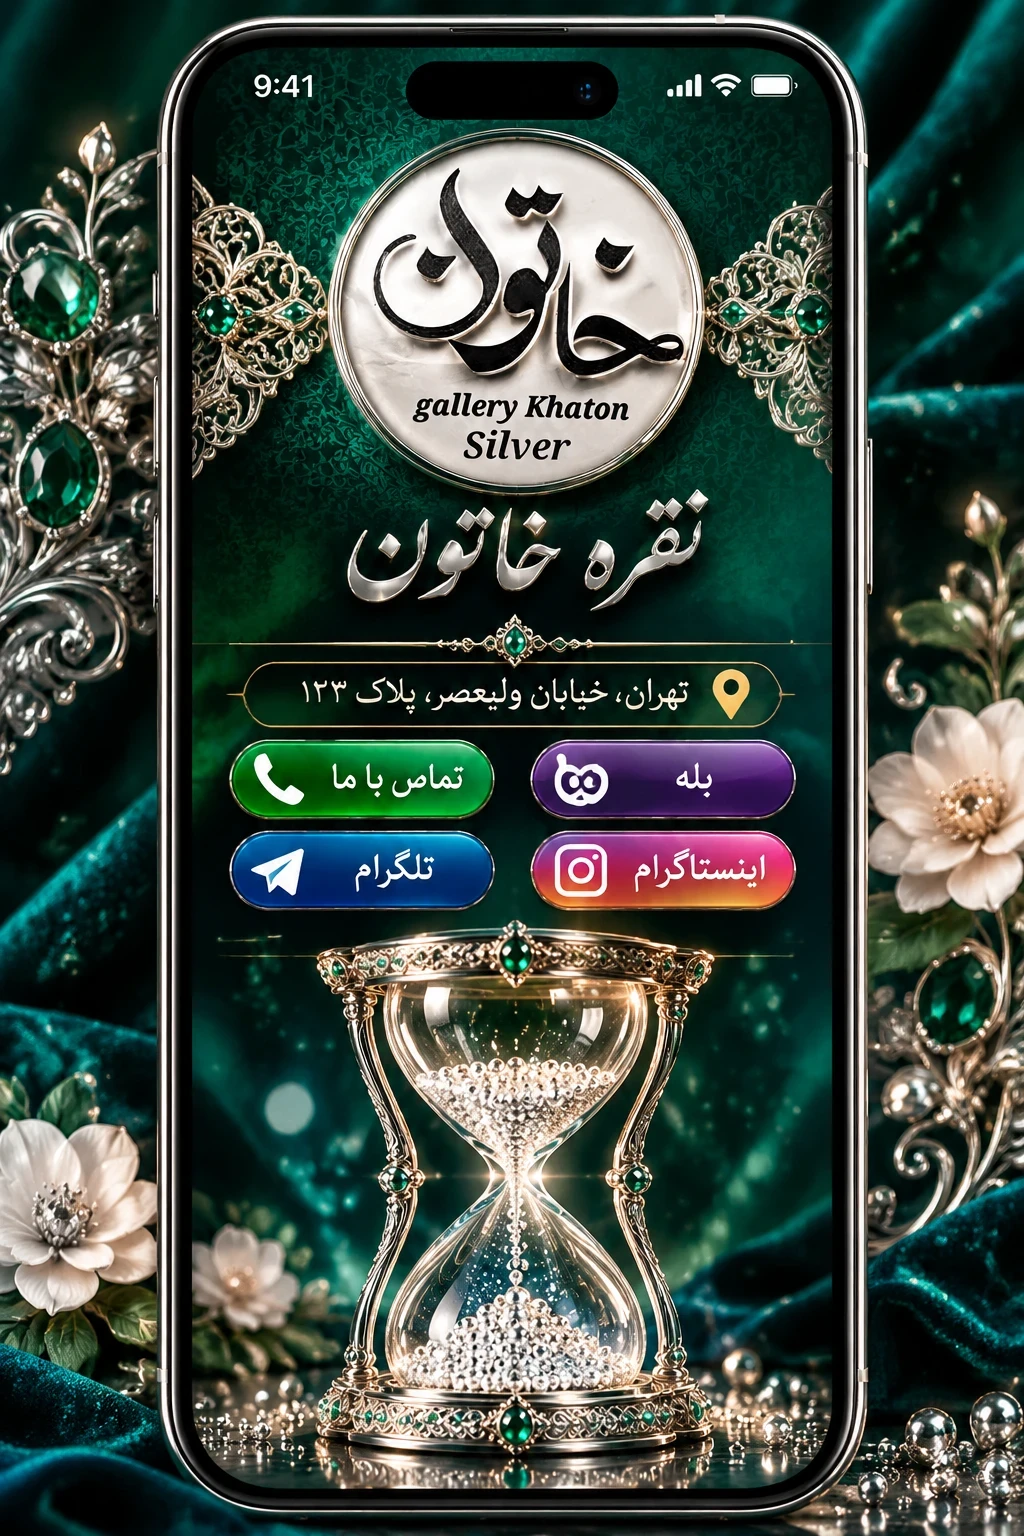 9:41
خاتون
gallery Khaton
Silver
نقره خاتون
تهران، خیابان ولیعصر، پلاک ۱۲۳
تماس با ما
بله
تلگرام
اینستاگرام